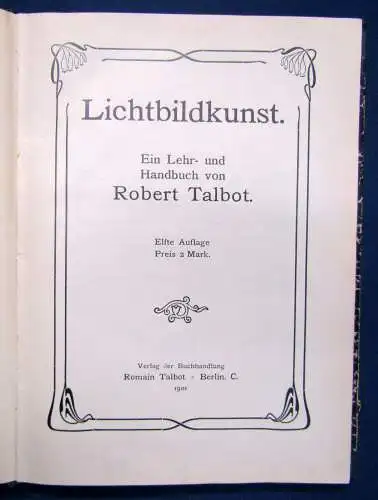 Lichtbildkunst.
Ein Lehr- und
Handbuch von
Robert Talbot.
Elfte Auflage
Preis 2 Mark.
Verlag der Buchhandlung
Romain Talbot - Berlin. C.